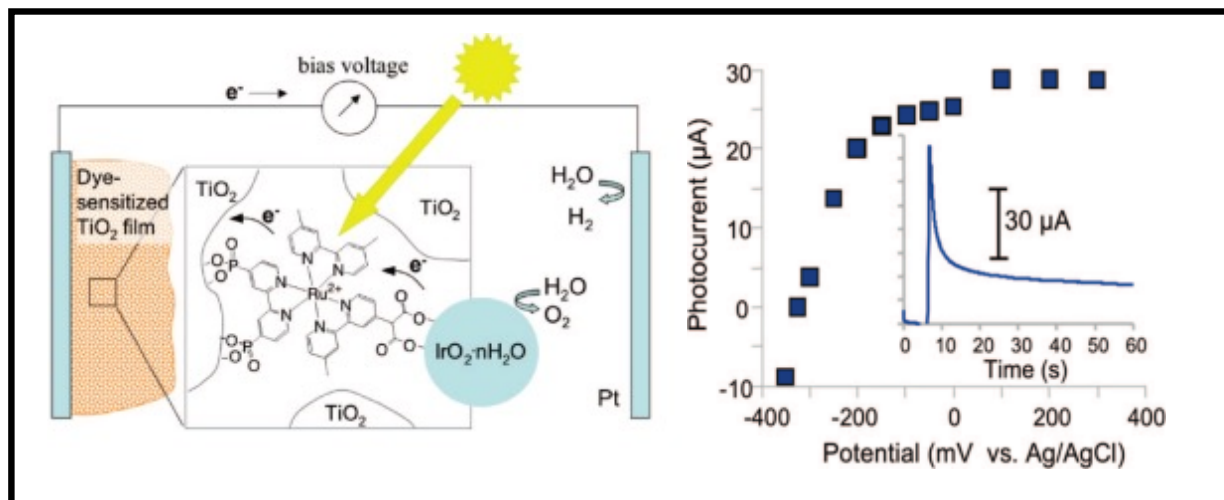 bias voltage
e⁻
Dye-
sensitized
TiO₂ film
TiO₂
e⁻
TiO₂
e⁻
⁻O
P
O
O
N
N
N
Ru²⁺
N
N
N
⁻O
P
O
O
O
O
O
O
IrO₂·nH₂O
TiO₂
H₂O
H₂
H₂O
O₂
Pt
Photocurrent (µA)
30
20
10
0
-10
30 µA
0 10 20 30 40 50 60
Time (s)
-400 -200 0 200 400
Potential (mV vs. Ag/AgCl)